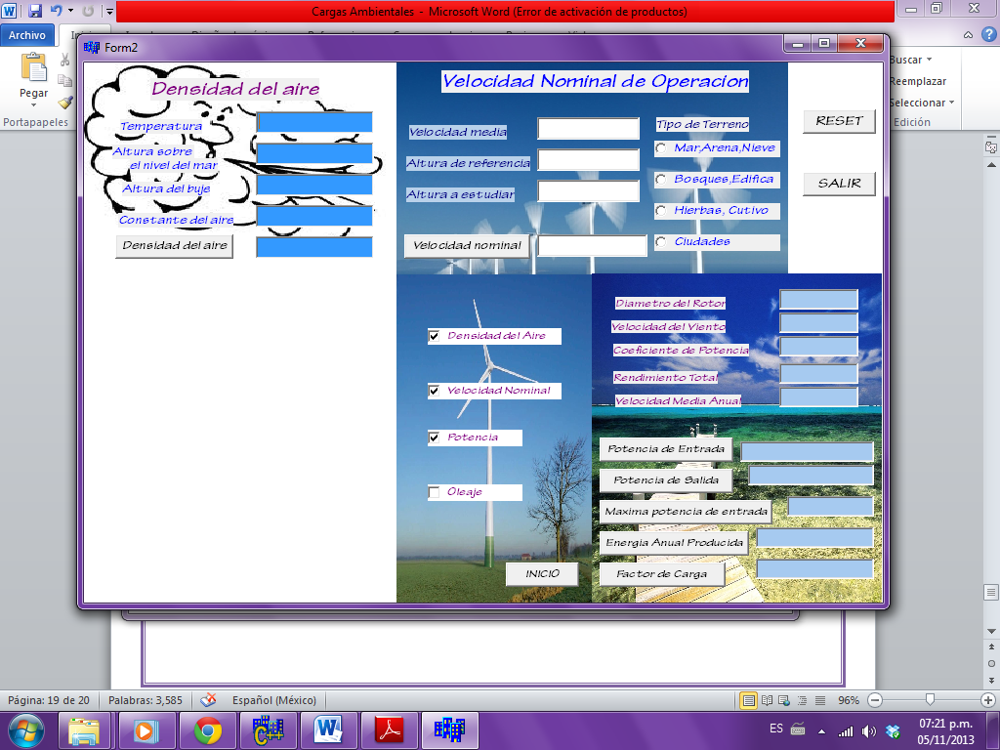 Cargas Ambientales - Microsoft Word (Error de activación de productos)
Archivo
Pegar
Portapapeles
Buscar
Reemplazar
Seleccionar
Edición
Form2
Densidad del aire
Temperatura
Altura sobre
el nivel del mar
Altura del buje
Constante del aire
Densidad del aire
Velocidad Nominal de Operacion
Velocidad media
Altura de referencia
Altura a estudiar
Velocidad nominal
Tipo de Terreno
Mar,Arena,Nieve
Bosques,Edifica
Hierbas, Cutivo
Ciudades
RESET
SALIR
Densidad del Aire
Velocidad Nominal
Potencia
Oleaje
INICIO
Diametro del Rotor
Velocidad del Viento
Coeficiente de Potencia
Rendimiento Total
Velocidad Media Anual
Potencia de Entrada
Potencia de Salida
Maxima potencia de entrada
Energia Anual Producida
Factor de Carga
Página: 19 de 20
Palabras: 3,585
Español (México)
96%
ES
07:21 p.m.
05/11/2013